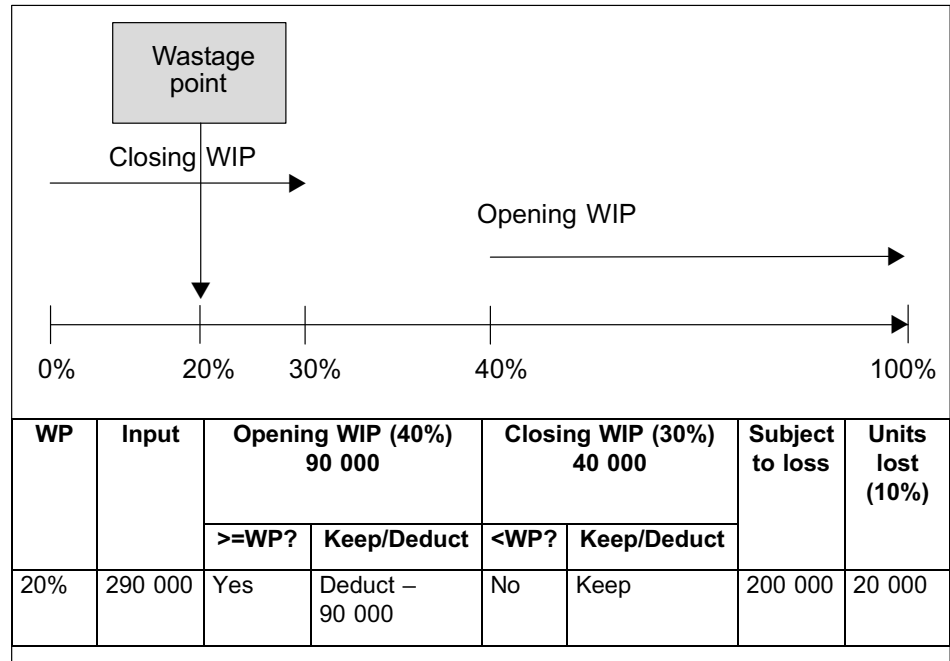 Wastage
point
Closing WIP
Opening WIP
0% 20% 30% 40% 100%
WP Input Opening WIP (40%) Closing WIP (30%) Subject Units
90 000 40 000 to loss lost
(10%)
>=WP? Keep/Deduct <WP? Keep/Deduct
20% 290 000 Yes Deduct – No Keep 200 000 20 000
90 000